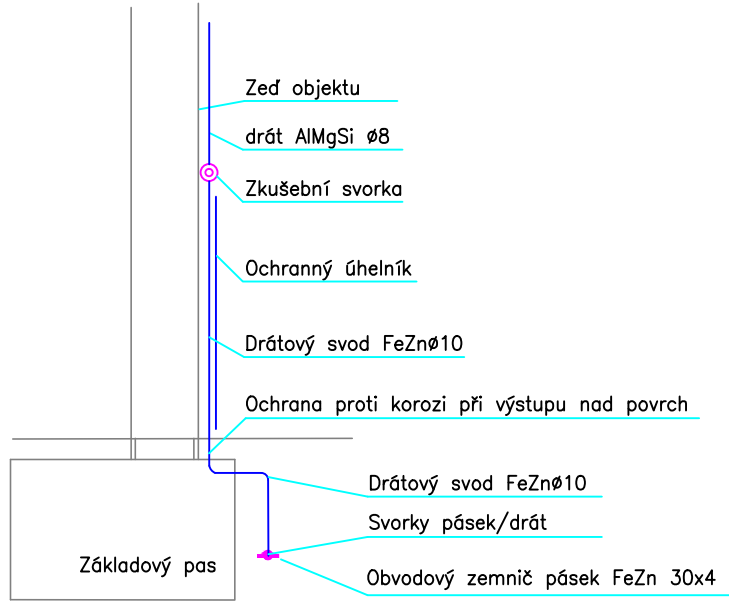 Zeď objektu
drát AlMgSi ø8
Zkušební svorka
Ochranný úhelník
Drátový svod FeZnø10
Ochrana proti korozi při výstupu nad povrch
Drátový svod FeZnø10
Svorky pásek/drát
Základový pas
Obvodový zemnič pásek FeZn 30x4